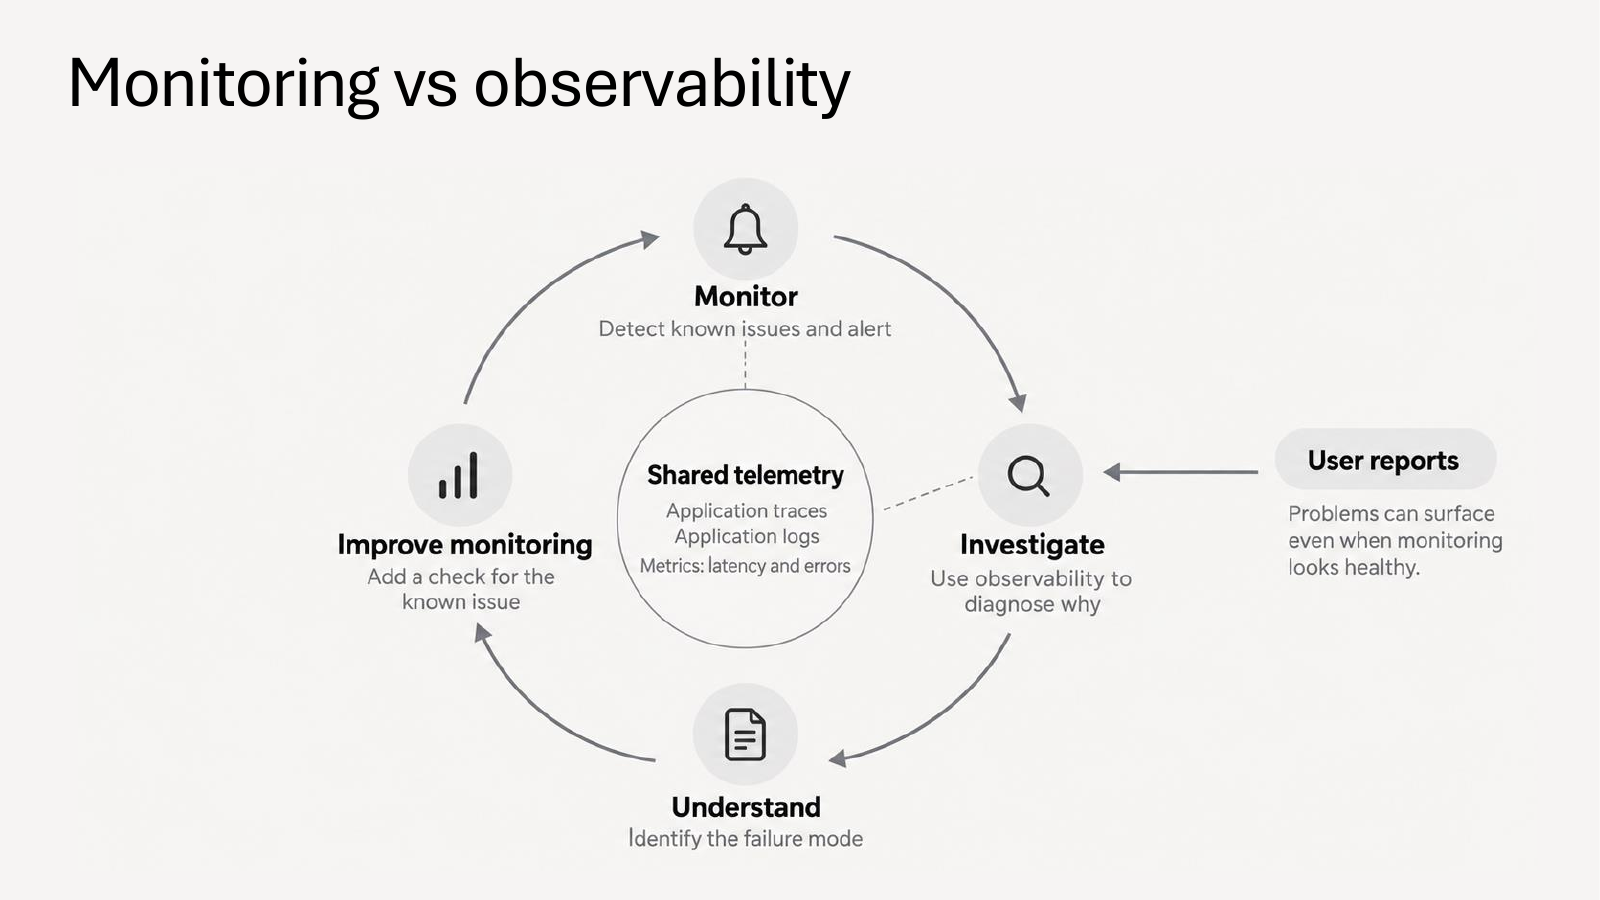 Monitoring vs observability
Monitor
Detect known issues and alert
Shared telemetry
Application traces
Application logs
Metrics: latency and errors
Investigate
Use observability to
diagnose why
User reports
Problems can surface
even when monitoring
looks healthy.
Understand
Identify the failure mode
Improve monitoring
Add a check for the
known issue